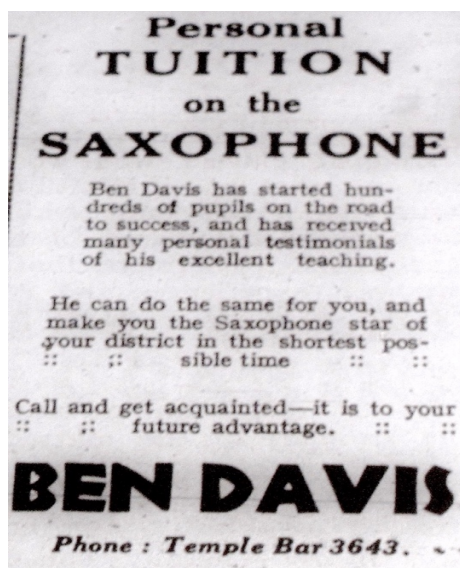 Personal
TUITION
on the
SAXOPHONE
Ben Davis has started hun-
dreds of pupils on the road
to success, and has received
many personal testimonials
of his excellent teaching.
He can do the same for you, and
make you the Saxophone star of
your district in the shortest pos-
:: :: sible time :: ::
Call and get acquainted—it is to your
:: :: future advantage. :: ::
BEN DAVIS
Phone : Temple Bar 3643.